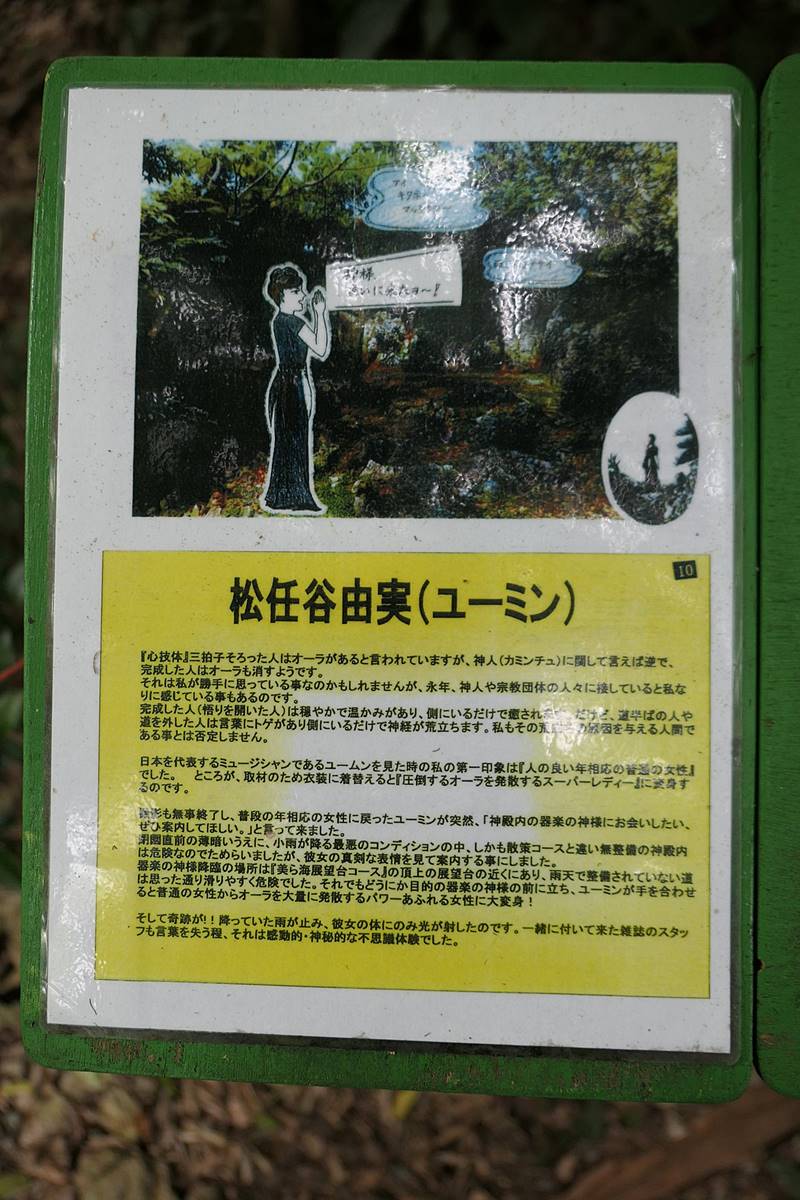 マッシタ
神様
会いに来たヨ～!
10
松任谷由実(ユーミン)
『心技体』三拍子そろった人はオーラがあると言われていますが、神人(カミンチュ)に関して言えば逆で、
完成した人はオーラも消すようです。
それは私が勝手に思っている事なのかもしれませんが、永年、神人や宗教団体の人々に接していると私な
りに感じている事もあるのです。
完成した人(悟りを開いた人)は穏やかで温かみがあり、側にいるだけで癒され だけど、道半ばの人や
道を外した人は言葉にトゲがあり側にいるだけで神経が荒立ちます。私もその 原因を与える人間で
ある事とは否定しません。
日本を代表するミュージシャンであるユームンを見た時の私の第一印象は『人の良い年相応の普通の女性』
でした。 ところが、取材のため衣装に着替えると『圧倒するオーラを発散するスーパーレディー』に変身す
るのです。
撮影も無事終了し、普段の年相応の女性に戻ったユーミンが突然、「神殿内の器楽の神様にお会いしたい、
ぜひ案内してほしい。」と言って来ました。
閉園直前の薄暗いうえに、小雨が降る最悪のコンディションの中、しかも散策コースと違い無整備の神殿内
は危険なのでためらいましたが、彼女の真剣な表情を見て案内する事にしました。
器楽の神様降臨の場所は『美ら海展望台コース』の頂上の展望台の近くにあり、雨天で整備されていない道
は思った通り滑りやすく危険でした。それでもどうにか目的の器楽の神様の前に立ち、ユーミンが手を合わせ
ると普通の女性からオーラを大量に発散するパワーあふれる女性に大変身!
そして奇跡が!!降っていた雨が止み、彼女の体にのみ光が射したのです。一緒に付いて来た雑誌のスタッ
フも言葉を失う程、それは感動的・神秘的な不思議体験でした。